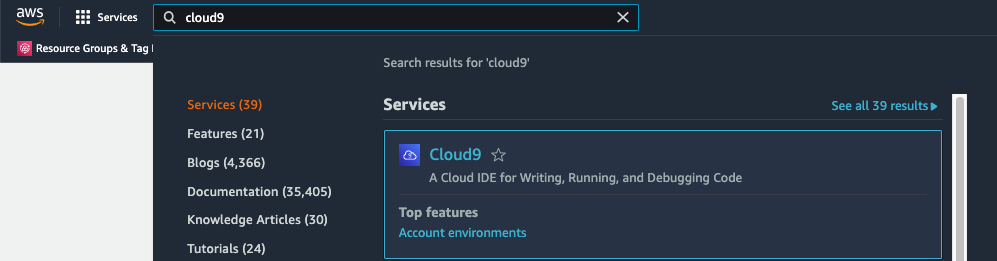 aws
Services
cloud9
Resource Groups & Tag
Search results for 'cloud9'
Services (39)
Features (21)
Blogs (4,366)
Documentation (35,405)
Knowledge Articles (30)
Tutorials (24)
Services
See all 39 results
Cloud9
A Cloud IDE for Writing, Running, and Debugging Code
Top features
Account environments